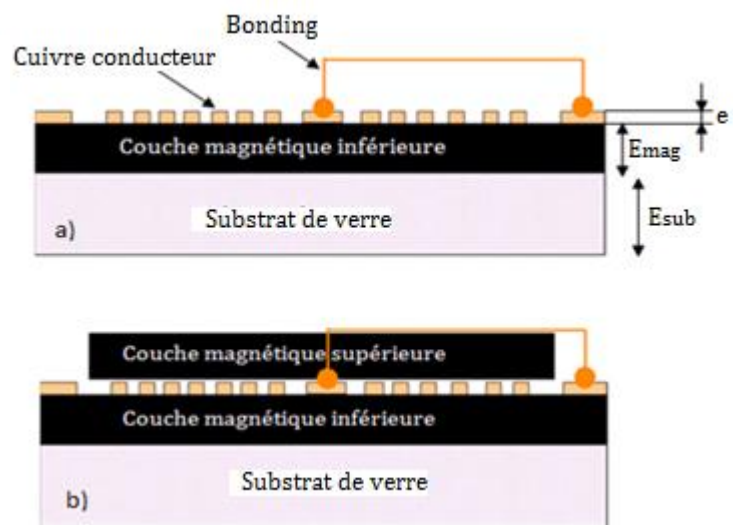 Bonding
Cuivre conducteur
e
Couche magnétique inférieure
Emag
Substrat de verre
Esub
a)
Couche magnétique supérieure
Couche magnétique inférieure
Substrat de verre
b)